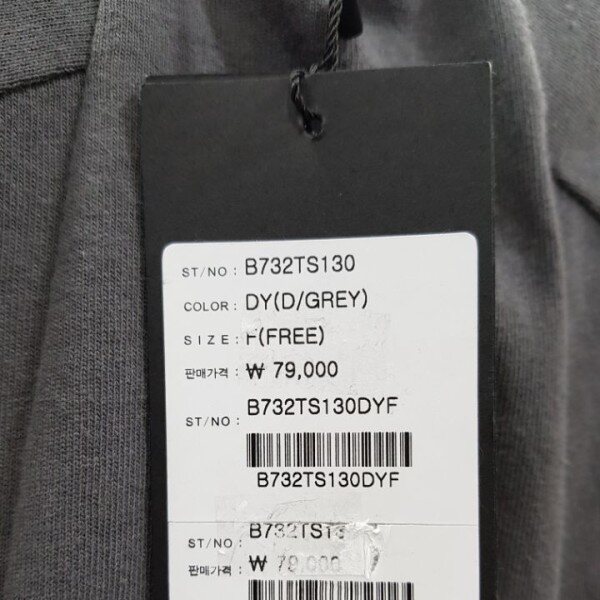 ST/NO : B732TS130
COLOR : DY(D/GREY)
SIZE : F(FREE)
판매가격 : ₩ 79,000
ST/NO : B732TS130DYF
B732TS130DYF
ST/NO : B732TS13
판매가격 : ₩ 79,000